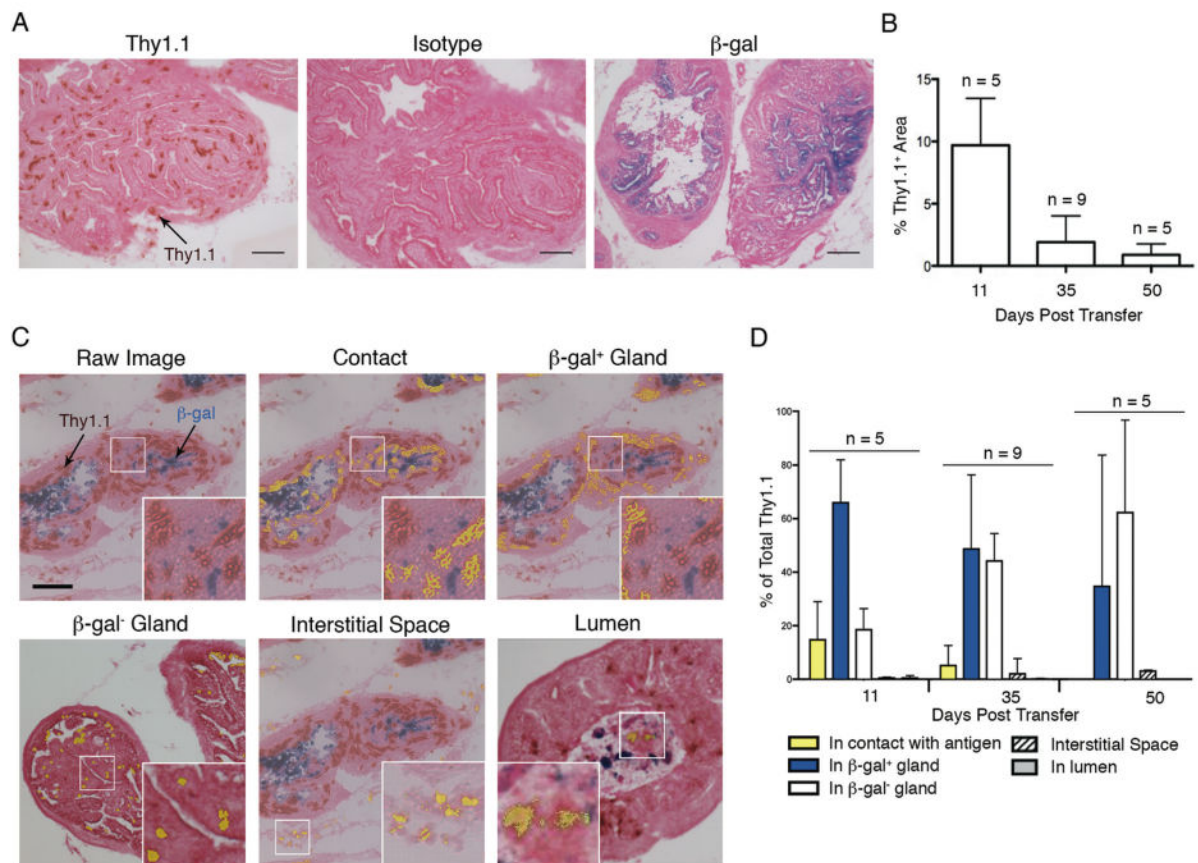 A
Thy1.1
Isotype
β-gal
Thy1.1
B
15
10
5
0
% Thy1.1⁺ Area
n = 5
n = 9
n = 5
11
35
50
Days Post Transfer
C
Raw Image
Contact
β-gal⁺ Gland
Thy1.1
β-gal
β-gal⁻ Gland
Interstitial Space
Lumen
D
100
80
60
40
20
0
% of Total Thy1.1
n = 5
n = 9
n = 5
11
35
50
Days Post Transfer
In contact with antigen
In β-gal⁺ gland
In β-gal⁻ gland
Interstitial Space
In lumen